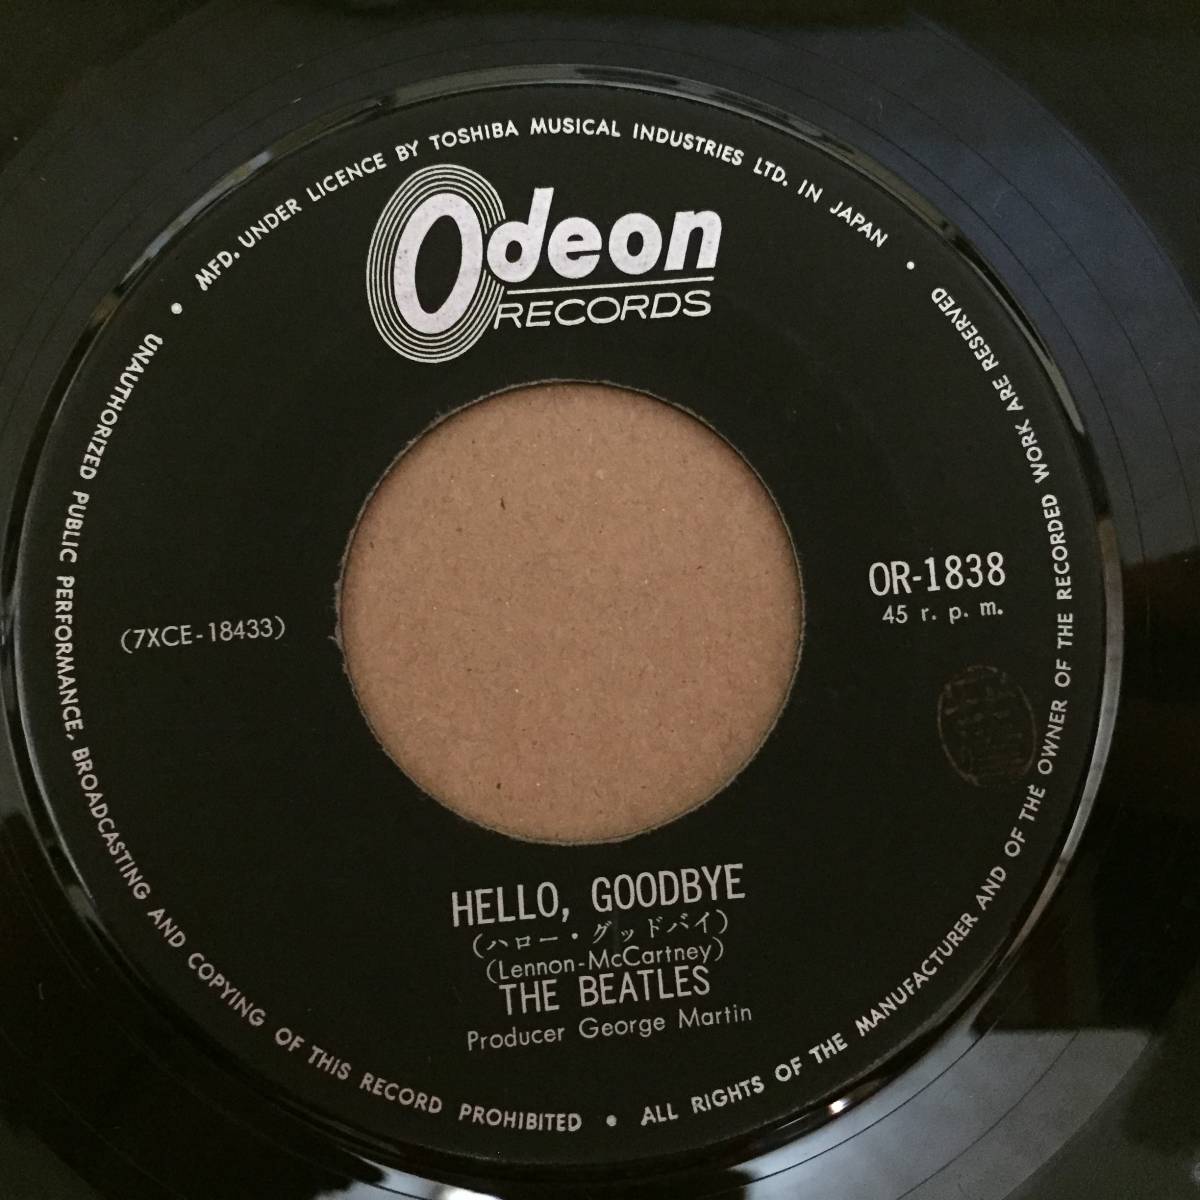 MFD. UNDER LICENCE BY TOSHIBA MUSICAL INDUSTRIES LTD. IN JAPAN •
Odeon
RECORDS
OR-1838
45 r. p. m.
(7XCE-18433)
HELLO, GOODBYE
(ハロー・グッドバイ)
(Lennon-McCartney)
THE BEATLES
Producer George Martin
ALL RIGHTS OF THE MANUFACTURER AND OF THE OWNER OF THE RECORDED WORK ARE RESERVED
• UNAUTHORIZED PUBLIC PERFORMANCE, BROADCASTING AND COPYING OF THIS RECORD PROHIBITED •